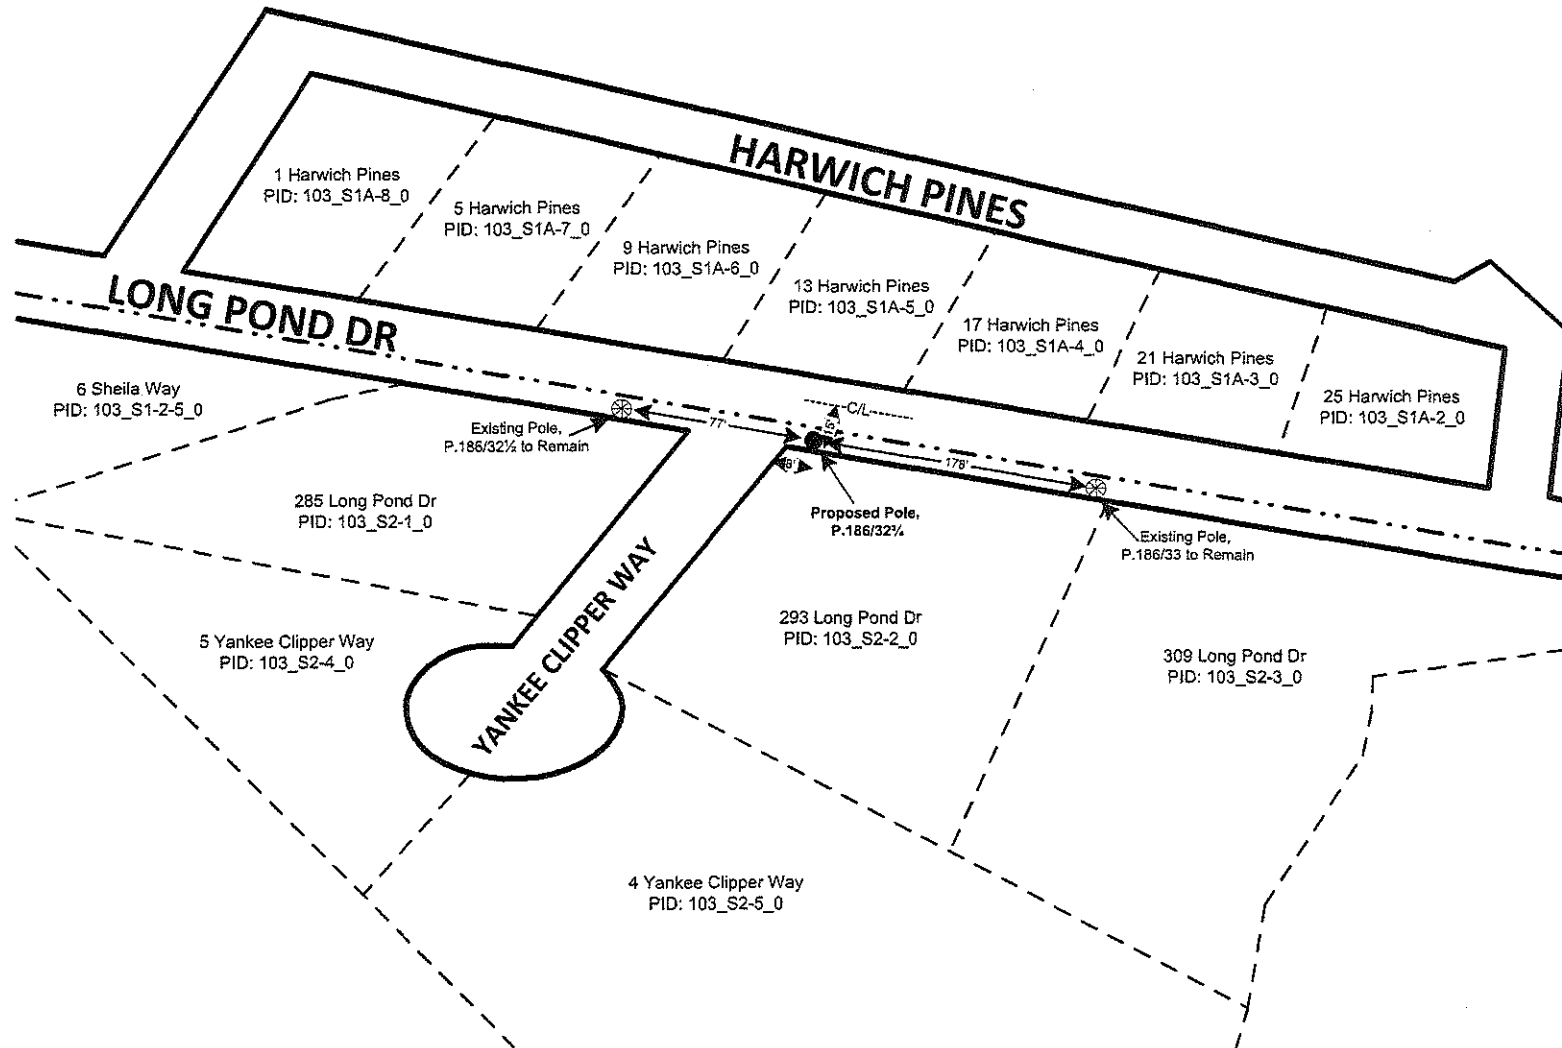 HARWICH PINES
1 Harwich Pines
PID: 103_S1A-8_0
5 Harwich Pines
PID: 103_S1A-7_0
9 Harwich Pines
PID: 103_S1A-6_0
13 Harwich Pines
PID: 103_S1A-5_0
17 Harwich Pines
PID: 103_S1A-4_0
21 Harwich Pines
PID: 103_S1A-3_0
25 Harwich Pines
PID: 103_S1A-2_0
LONG POND DR
6 Sheila Way
PID: 103_S1-2-5_0
Existing Pole,
P.186/32½ to Remain
77'
C/L
15'
178'
Proposed Pole,
P.186/32¾
Existing Pole,
P.186/33 to Remain
285 Long Pond Dr
PID: 103_S2-1_0
YANKEE CLIPPER WAY
5 Yankee Clipper Way
PID: 103_S2-4_0
293 Long Pond Dr
PID: 103_S2-2_0
309 Long Pond Dr
PID: 103_S2-3_0
4 Yankee Clipper Way
PID: 103_S2-5_0